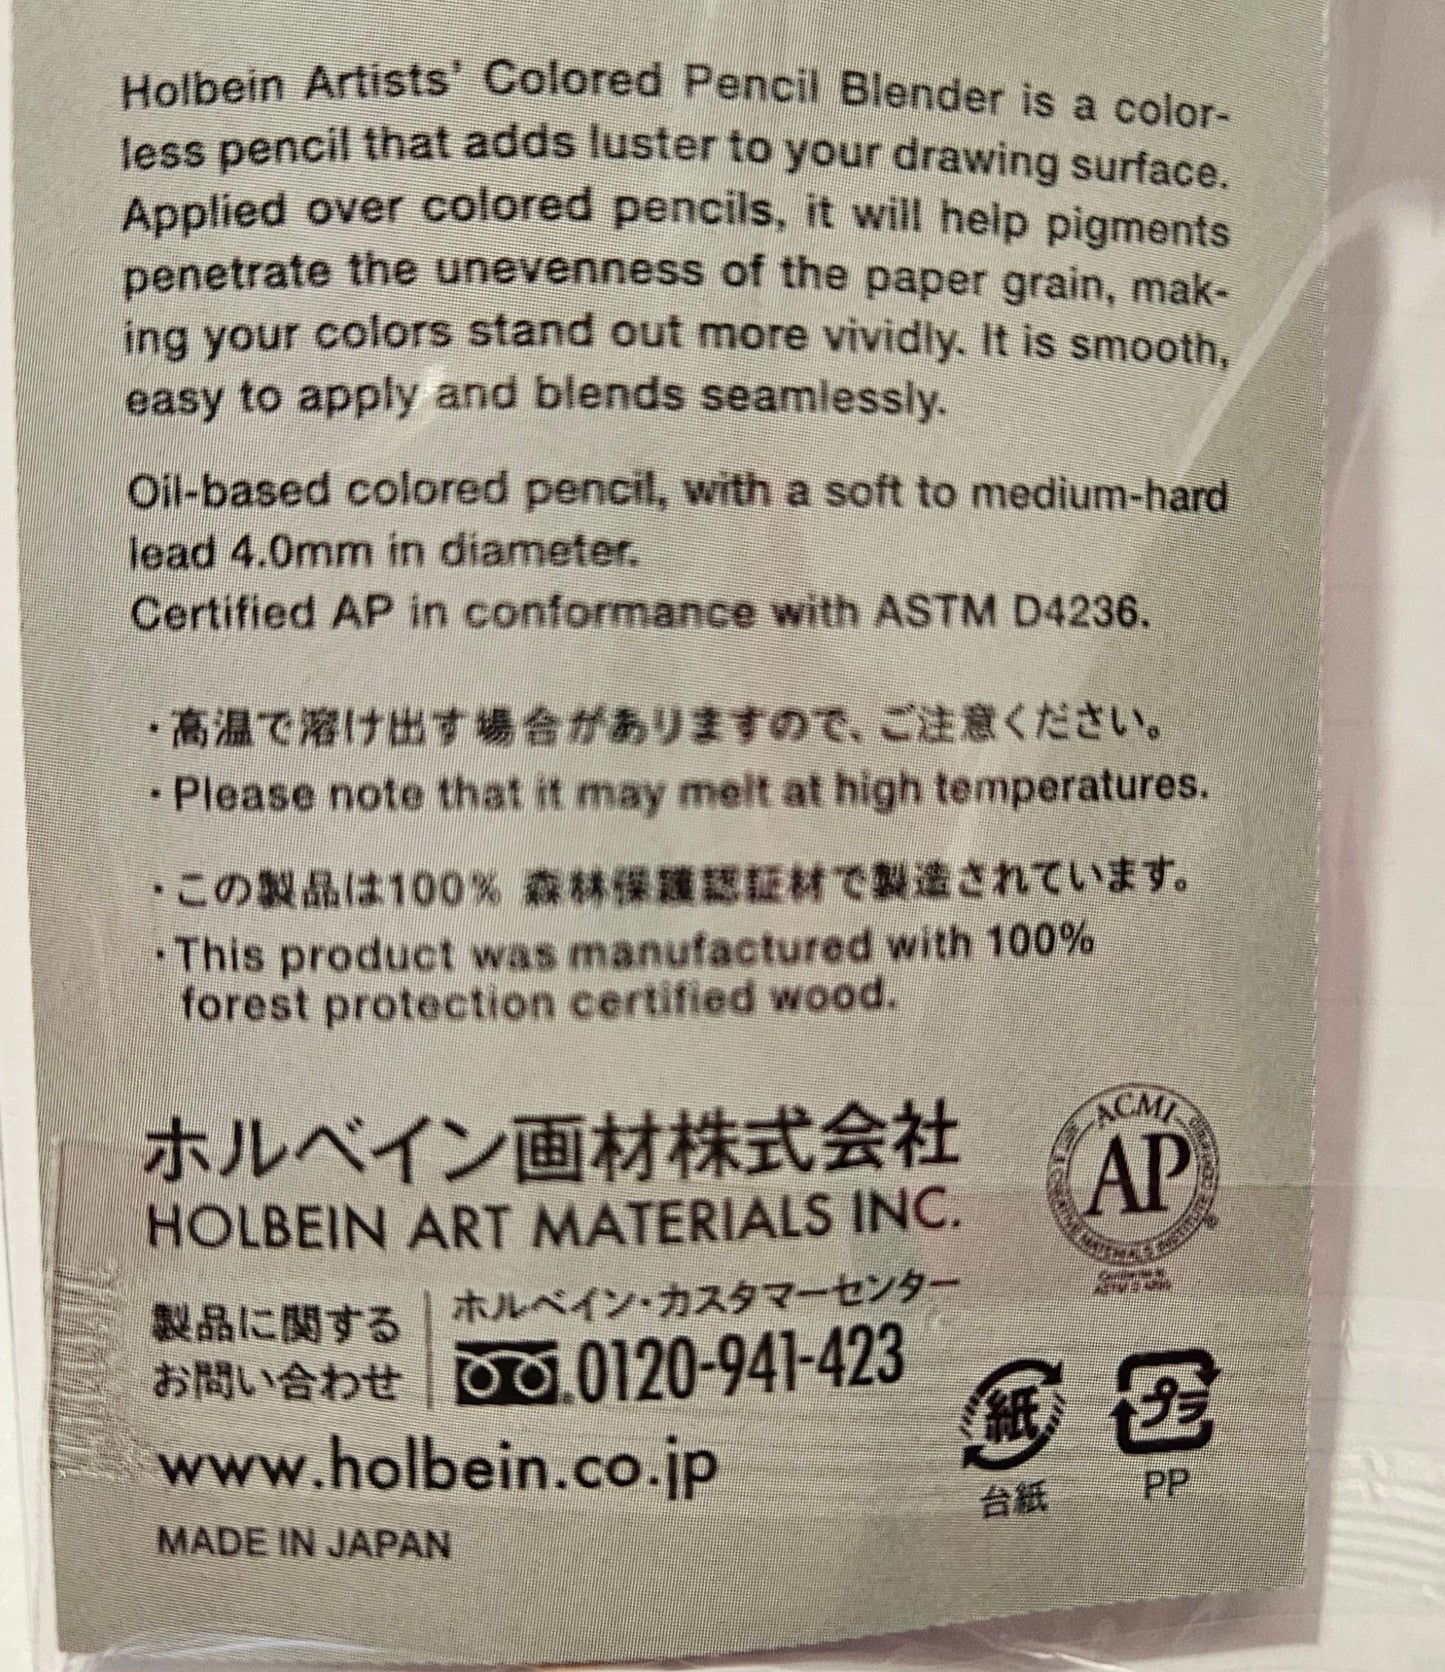 Holbein Artists' Colored Pencil Blender is a color-
less pencil that adds luster to your drawing surface.
Applied over colored pencils, it will help pigments
penetrate the unevenness of the paper grain, mak-
ing your colors stand out more vividly. It is smooth,
easy to apply and blends seamlessly.
Oil-based colored pencil, with a soft to medium-hard
lead 4.0mm in diameter.
Certified AP in conformance with ASTM D4236.
・高温で溶け出す場合がありますので、ご注意ください。
・Please note that it may melt at high temperatures.
・この製品は100% 森林保護認証材で製造されています。
・This product was manufactured with 100%
forest protection certified wood.
ホルベイン画材株式会社
HOLBEIN ART MATERIALS INC.
ACMI
AP
製品に関する
お問い合わせ
ホルベイン・カスタマーセンター
0120-941-423
www.holbein.co.jp
MADE IN JAPAN
紙
台紙
プラ
PP